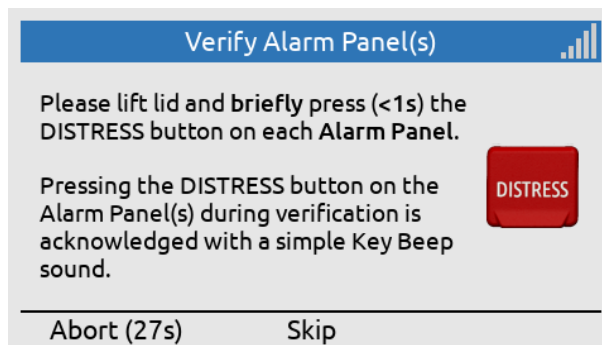 Verify Alarm Panel(s)
Please lift lid and briefly press (<1s) the
DISTRESS button on each Alarm Panel.
Pressing the DISTRESS button on the
Alarm Panel(s) during verification is
acknowledged with a simple Key Beep
sound.
DISTRESS
Abort (27s)
Skip